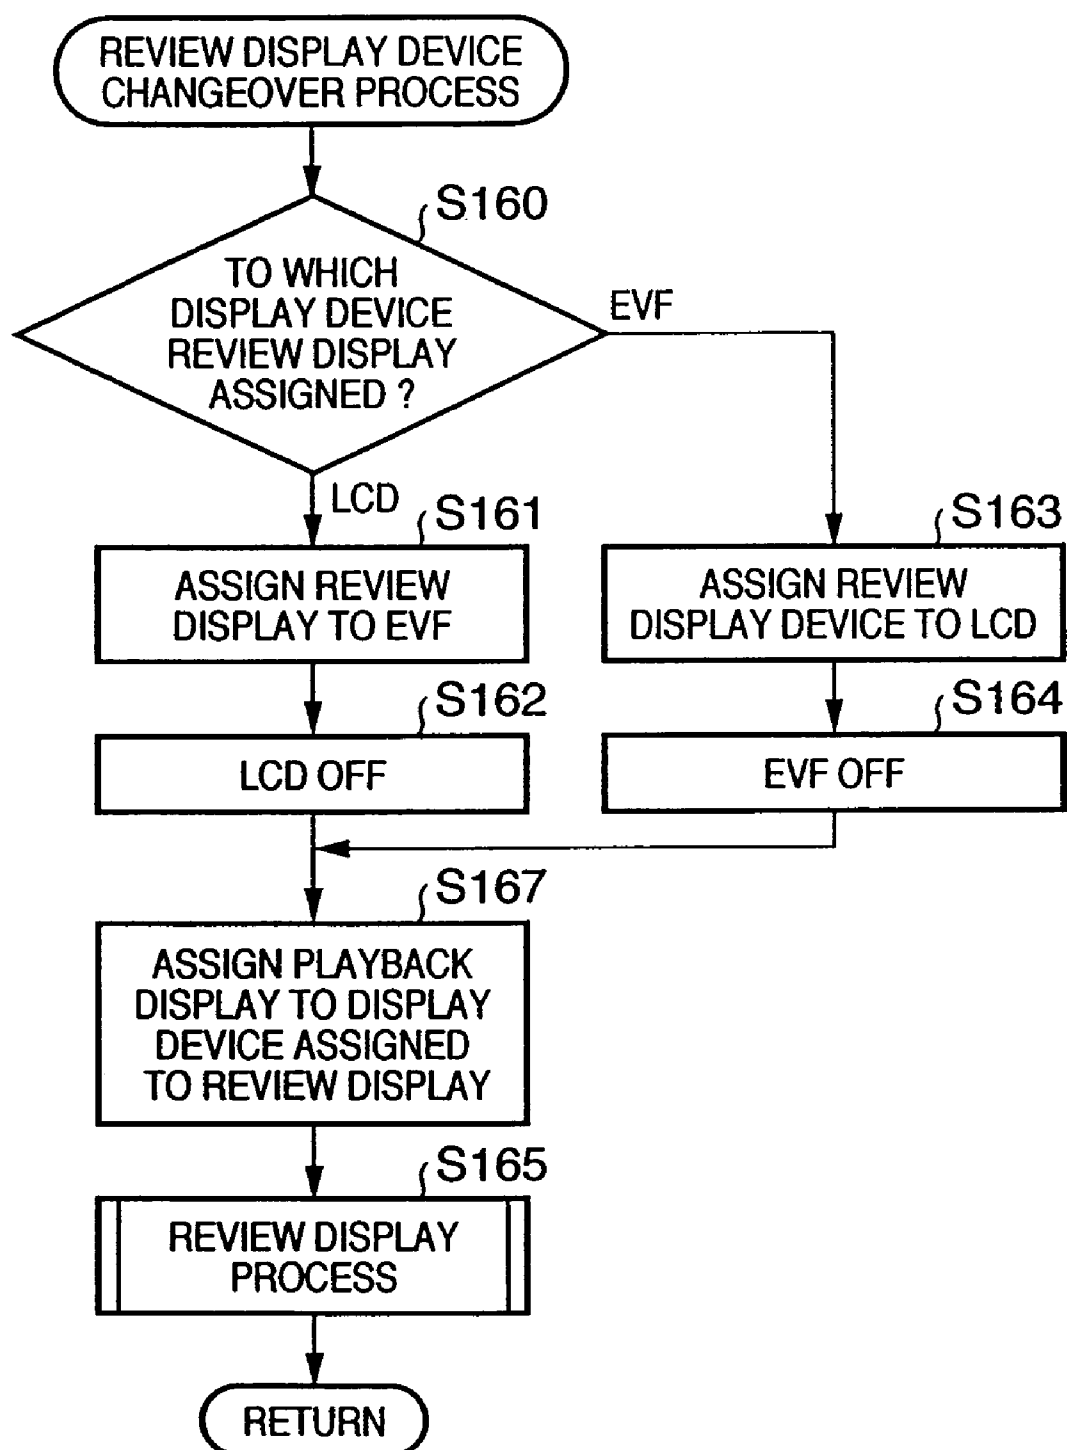 REVIEW DISPLAY DEVICE
CHANGEOVER PROCESS
S160
TO WHICH
DISPLAY DEVICE
REVIEW DISPLAY
ASSIGNED ?
EVF
LCD
S161
ASSIGN REVIEW
DISPLAY TO EVF
S163
ASSIGN REVIEW
DISPLAY DEVICE TO LCD
S162
LCD OFF
S164
EVF OFF
S167
ASSIGN PLAYBACK
DISPLAY TO DISPLAY
DEVICE ASSIGNED
TO REVIEW DISPLAY
S165
REVIEW DISPLAY
PROCESS
RETURN